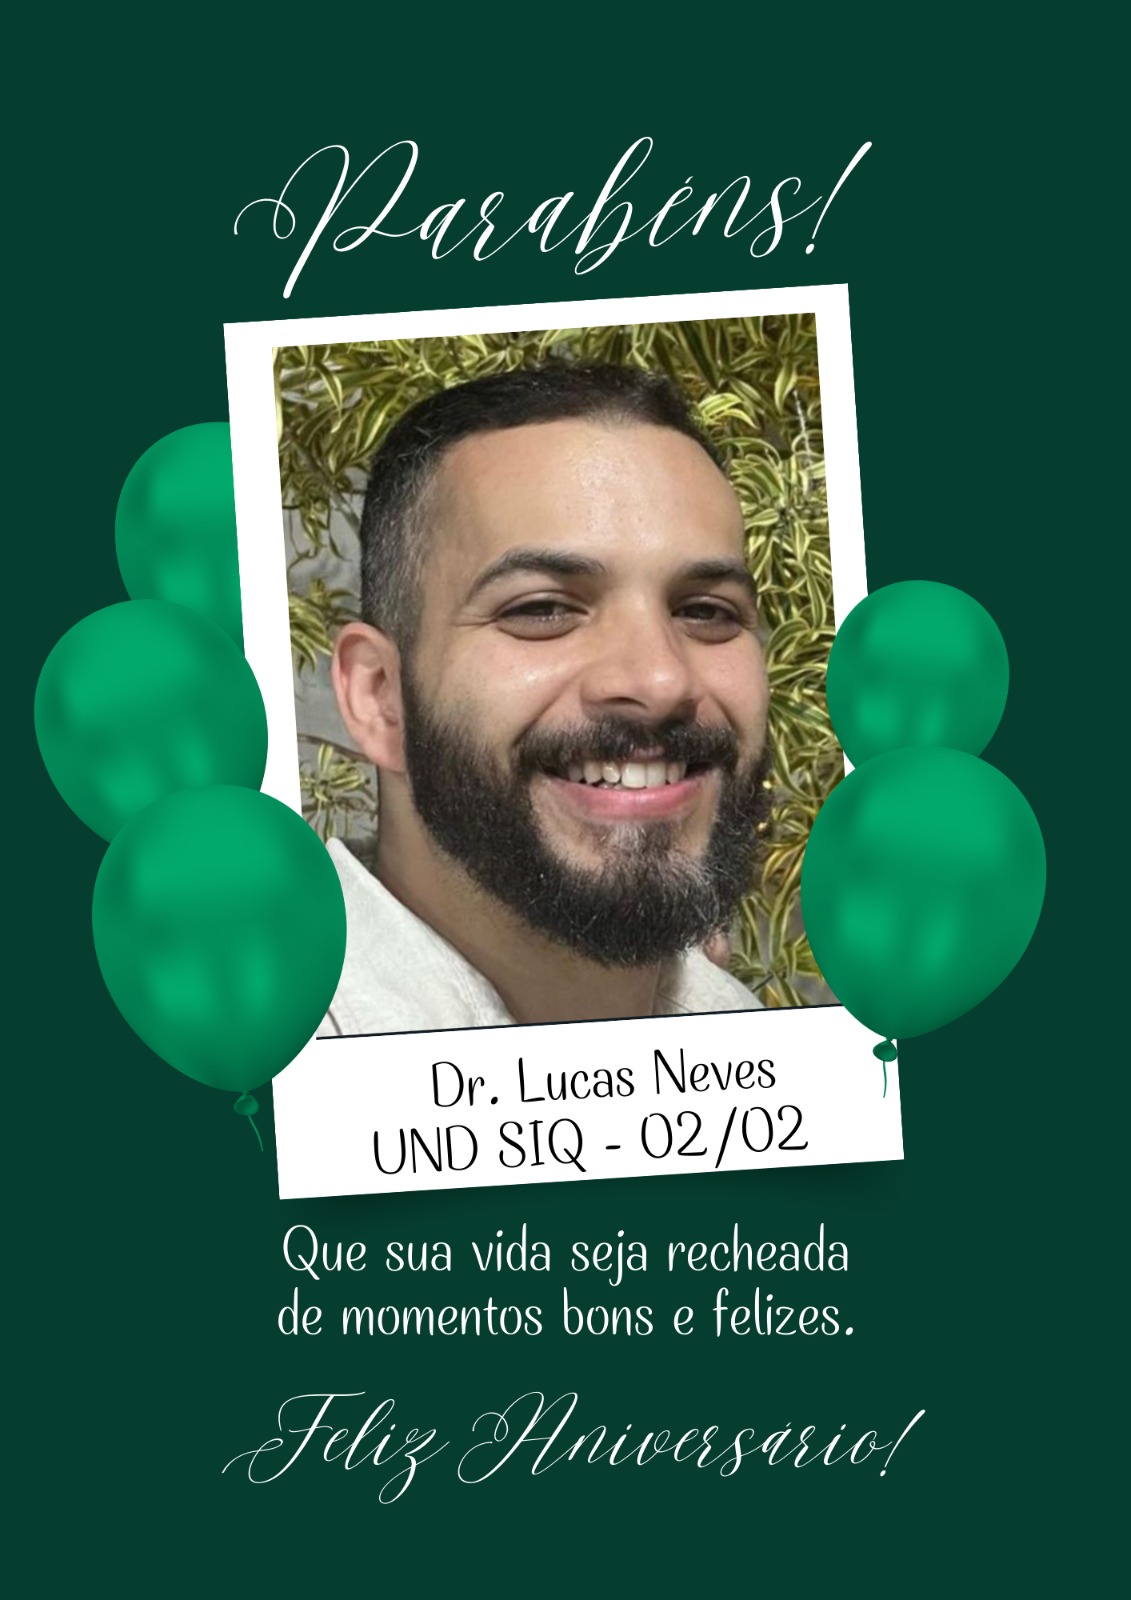 Parabéns!
Dr. Lucas Neves
UND SIQ - 02/02
Que sua vida seja recheada
de momentos bons e felizes.
Feliz Aniversário!